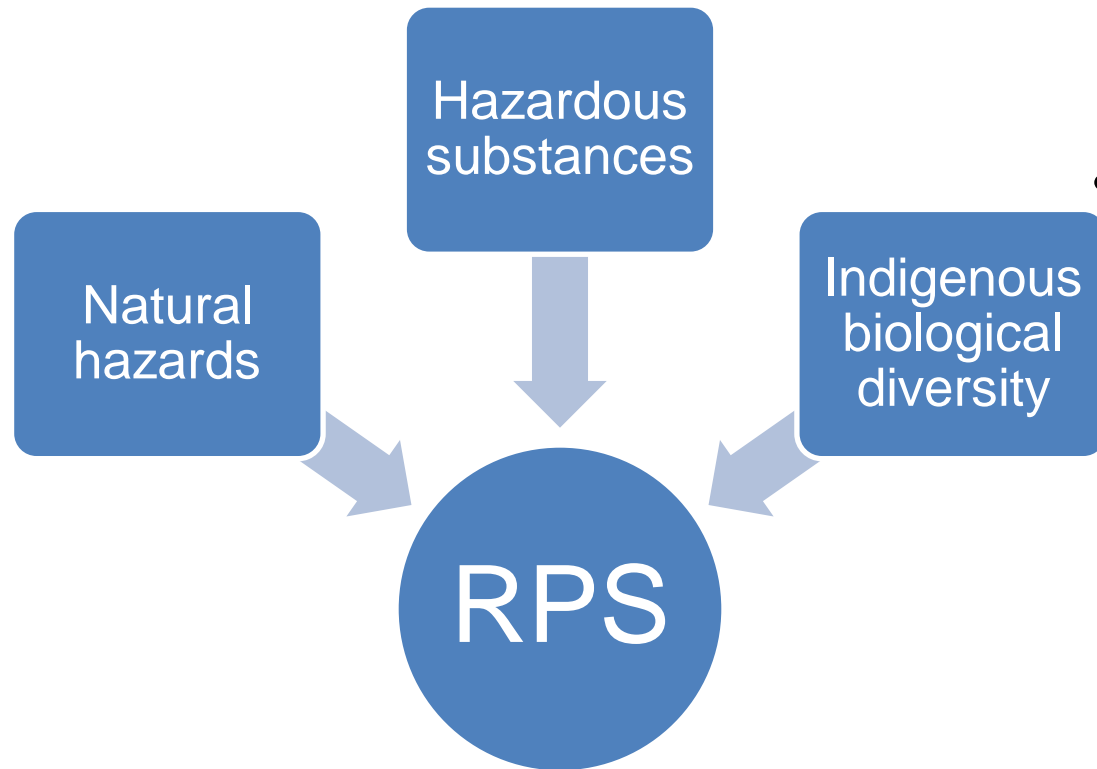 Hazardous
substances
Natural
hazards
Indigenous
biological
diversity
RPS